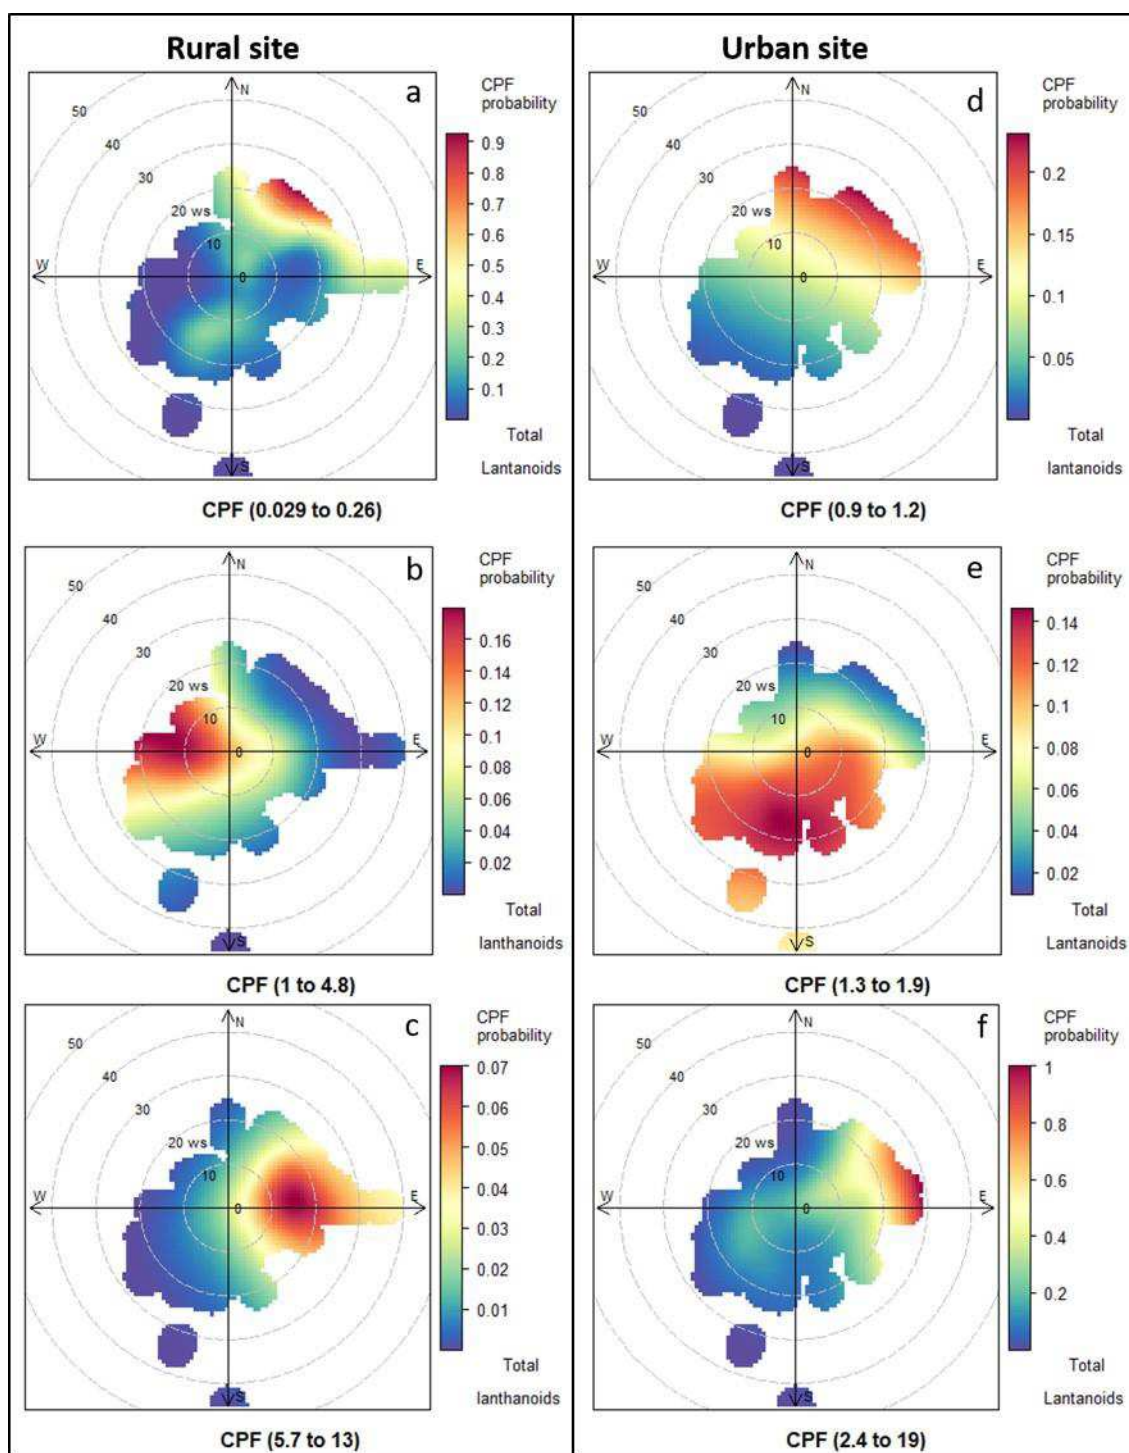 Rural site
Urban site
a
CPF
probability
50
40
30
20 ws
10
0
N
W
E
S
0.9
0.8
0.7
0.6
0.5
0.4
0.3
0.2
0.1
Total
Lantanoids
CPF (0.029 to 0.26)
d
CPF
probability
50
40
30
20 ws
10
0
N
W
E
S
0.2
0.15
0.1
0.05
Total
lantanoids
CPF (0.9 to 1.2)
b
CPF
probability
50
40
30
20 ws
10
0
N
W
E
S
0.16
0.14
0.12
0.1
0.08
0.06
0.04
0.02
Total
lanthanoids
CPF (1 to 4.8)
e
CPF
probability
50
40
30
20 ws
10
0
N
W
E
S
0.14
0.12
0.1
0.08
0.06
0.04
0.02
Total
Lantanoids
CPF (1.3 to 1.9)
c
CPF
probability
50
40
30
20 ws
10
0
N
W
E
S
0.07
0.06
0.05
0.04
0.03
0.02
0.01
Total
lanthanoids
CPF (5.7 to 13)
f
CPF
probability
50
40
30
20 ws
10
0
N
W
E
S
1
0.8
0.6
0.4
0.2
Total
Lantanoids
CPF (2.4 to 19)